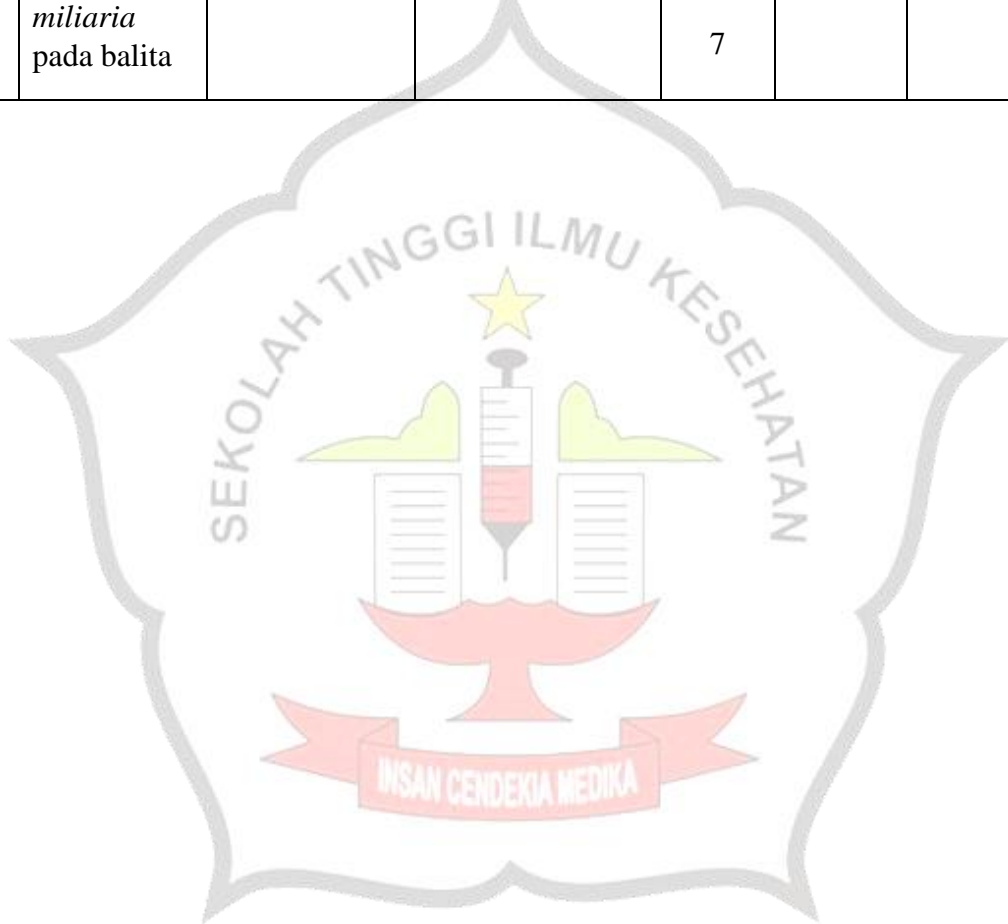 miliaria
pada balita
7
SEKOLAH TINGGI ILMU KESEHATAN
INSAN CENDEKIA MEDIKA